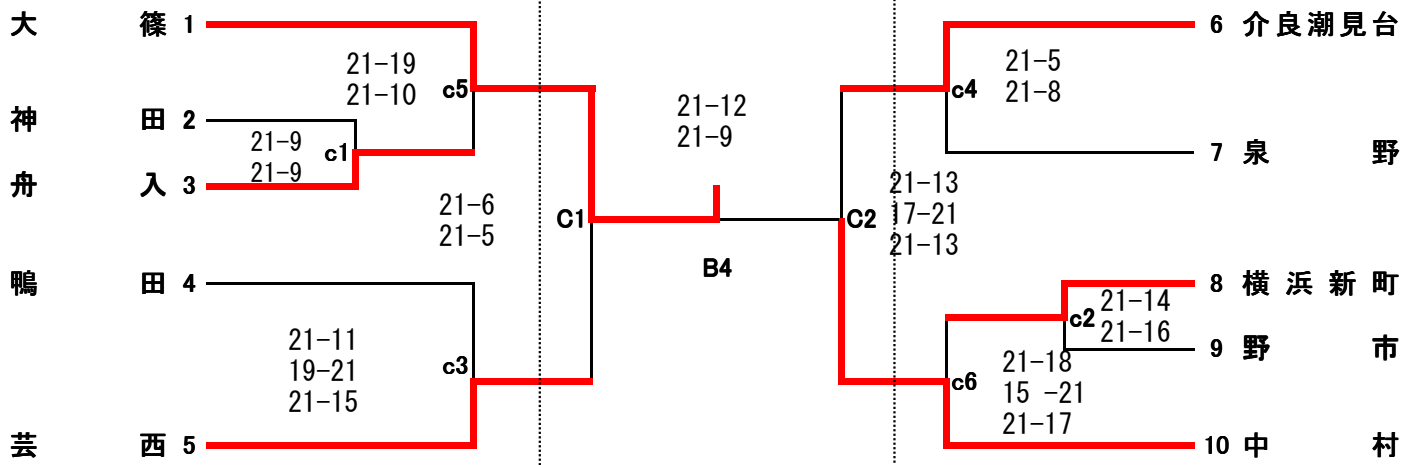 大篠 1
21-19
21-10
c5
神田 2
21-9
21-9
c1
舟入 3
21-6
21-5
C1
鴨田 4
21-11
19-21
21-15
c3
芸西 5
21-12
21-9
B4
6 介良潮見台
21-5
21-8
c4
7 泉野
C2
21-13
17-21
21-13
8 横浜新町
21-14
21-16
c2
9 野市
21-18
15 -21
21-17
c6
10 中村